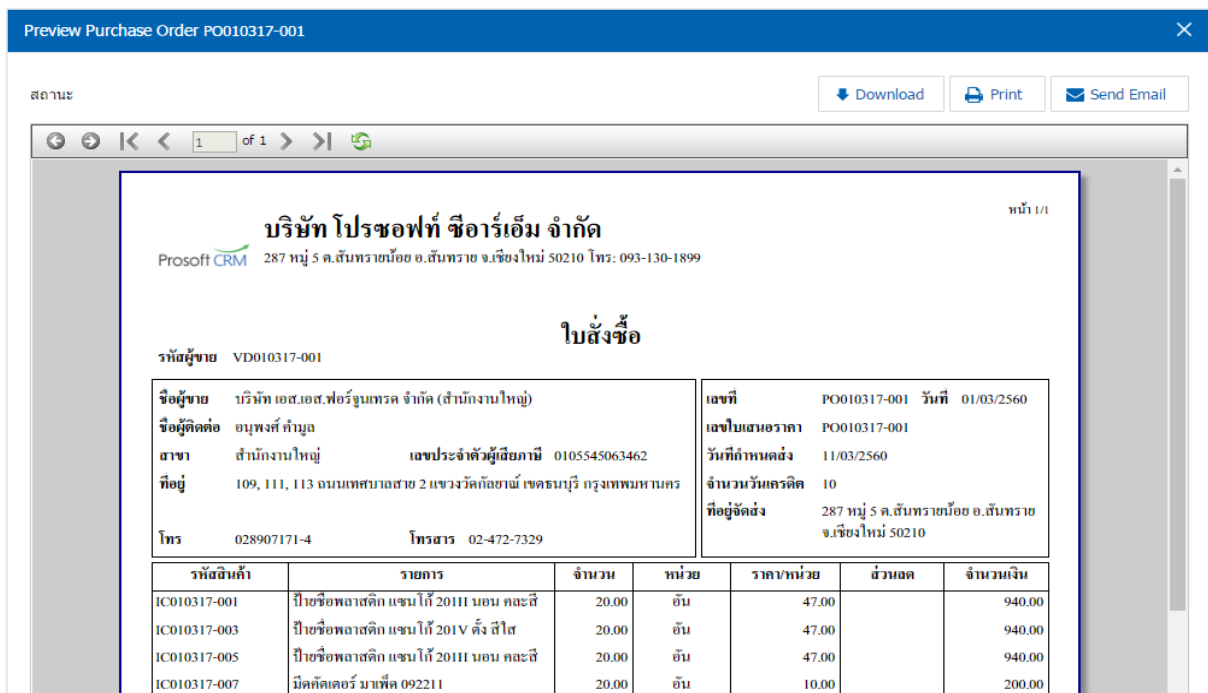 Preview Purchase Order PO010317-001
สถานะ
Download
Print
Send Email
1 of 1
หน้า 1/1
บริษัท โปรซอฟท์ ซีอาร์เอ็ม จำกัด
Prosoft CRM
287 หมู่ 5 ต.สันทรายน้อย อ.สันทราย จ.เชียงใหม่ 50210 โทร: 093-130-1899
ใบสั่งซื้อ
รหัสผู้ขาย VD010317-001
ชื่อผู้ขาย บริษัท เอส.เอส.ฟอร์จูนเทรด จำกัด (สำนักงานใหญ่)
ชื่อผู้ติดต่อ อนุพงศ์ คำมูล
สาขา สำนักงานใหญ่ เลขประจำตัวผู้เสียภาษี 0105545063462
ที่อยู่ 109, 111, 113 ถนนเทศบาลสาย 2 แขวงวัดกัลยาณ์ เขตธนบุรี กรุงเทพมหานคร
โทร 028907171-4 โทรสาร 02-472-7329
เลขที่ PO010317-001 วันที่ 01/03/2560
เลขใบเสนอราคา PO010317-001
วันที่กำหนดส่ง 11/03/2560
จำนวนวันเครดิต 10
ที่อยู่จัดส่ง 287 หมู่ 5 ต.สันทรายน้อย อ.สันทราย
จ.เชียงใหม่ 50210
รหัสสินค้า รายการ จำนวน หน่วย ราคา/หน่วย ส่วนลด จำนวนเงิน
IC010317-001 ป้ายชื่อพลาสติก แซนโก้ 201H นอน คละสี 20.00 อัน 47.00 940.00
IC010317-003 ป้ายชื่อพลาสติก แซนโก้ 201V ตั้ง สีใส 20.00 อัน 47.00 940.00
IC010317-005 ป้ายชื่อพลาสติก แซนโก้ 201H นอน คละสี 20.00 อัน 47.00 940.00
IC010317-007 มีดคัตเตอร์ มาเพ็ด 092211 20.00 อัน 10.00 200.00